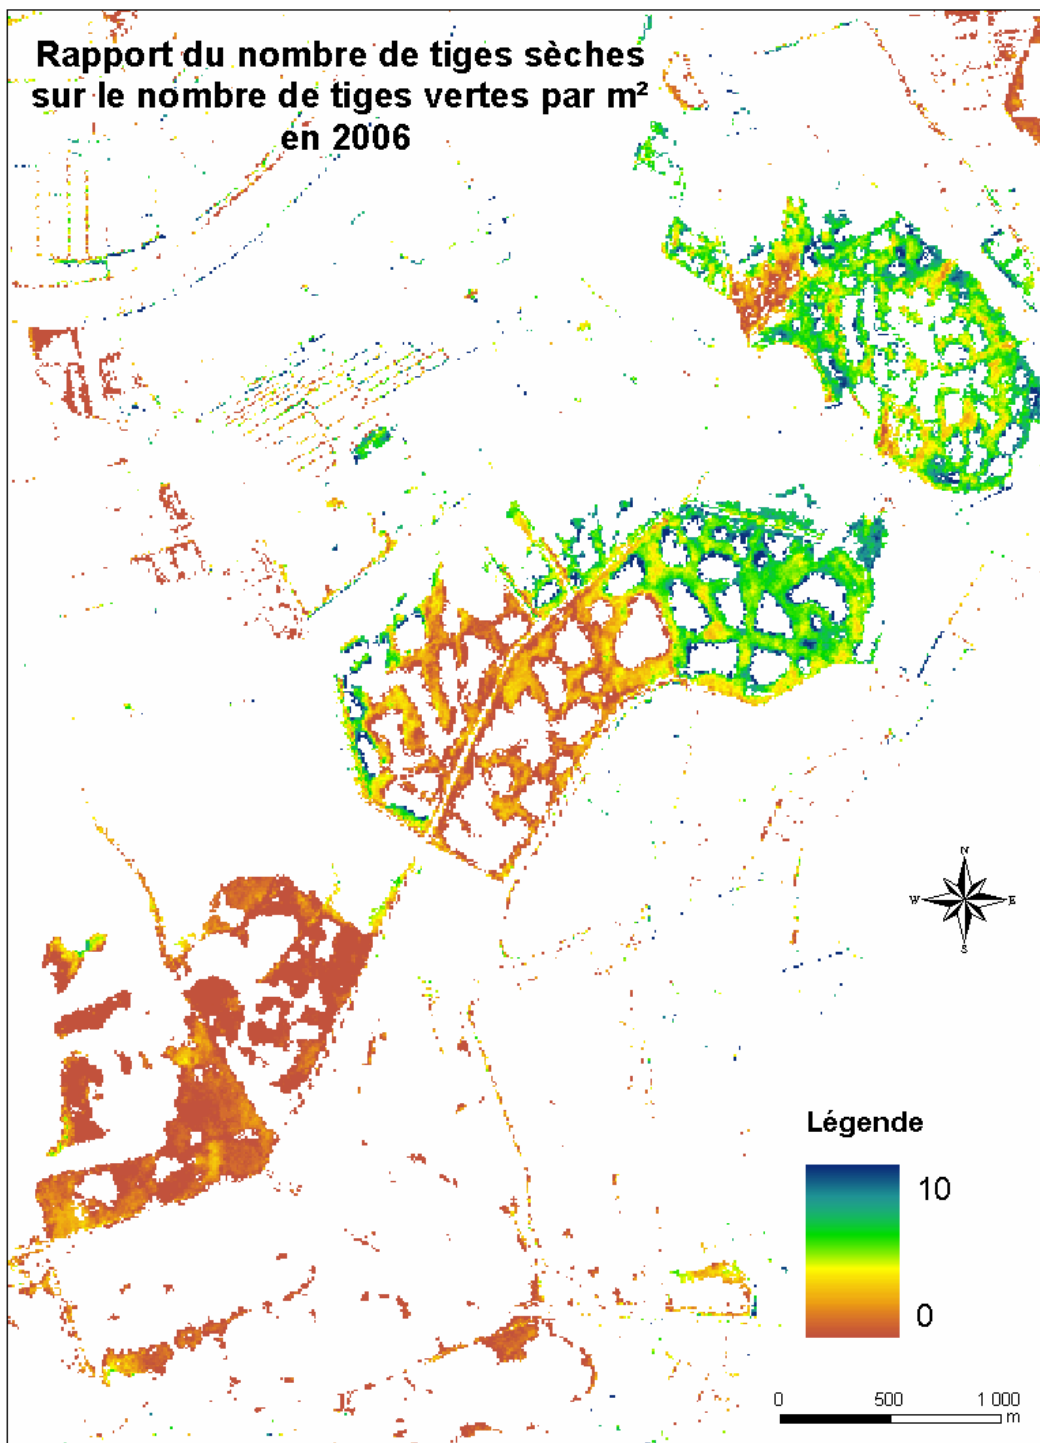 Rapport du nombre de tiges sèches
sur le nombre de tiges vertes par m²
en 2006
N
W E
S
Légende
10
0
0 500 1 000
m